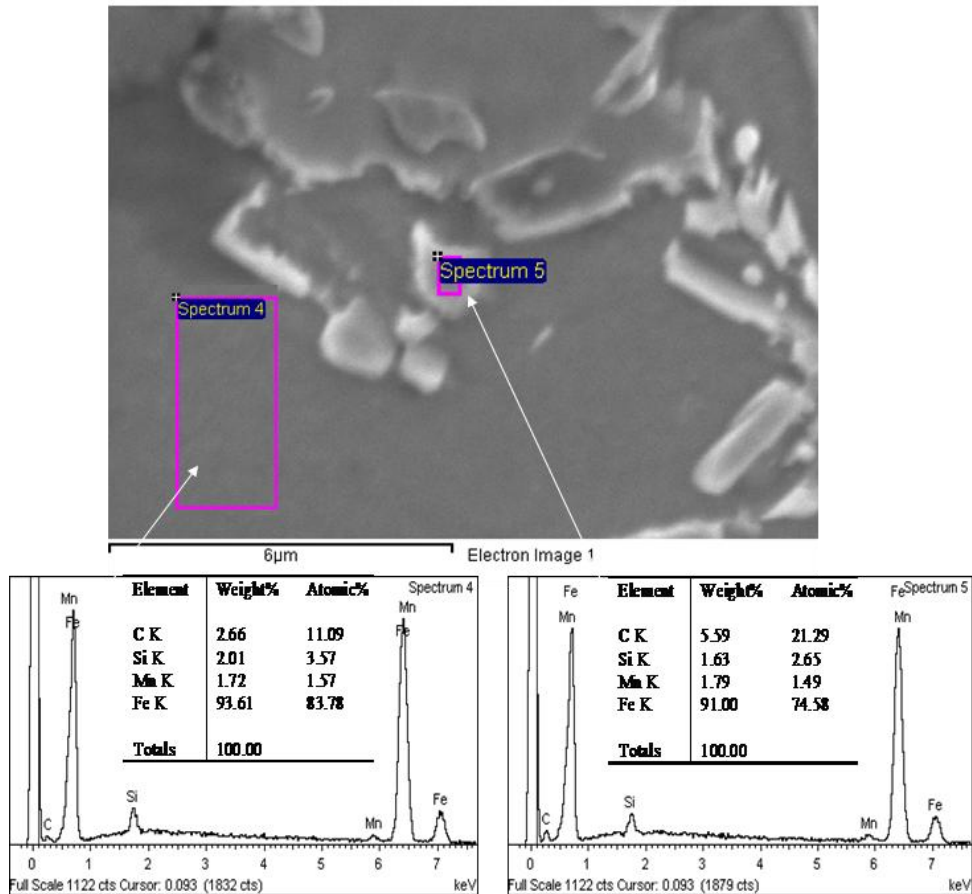 Spectrum 5
Spectrum 4
6µm
Electron Image 1
Spectrum 4
Element Weight% Atomic%
C K 2.66 11.09
Si K 2.01 3.57
Mn K 1.72 1.57
Fe K 93.61 83.78
Totals 100.00
Mn
Fe
Mn
Fe
Si
C
Mn
Fe
0 1 2 3 4 5 6 7
Full Scale 1122 cts Cursor: 0.093 (1832 cts) keV
Spectrum 5
Element Weight% Atomic%
C K 5.59 21.29
Si K 1.63 2.65
Mn K 1.79 1.49
Fe K 91.00 74.58
Totals 100.00
Fe
Mn
Fe
Mn
Si
C
Mn
Fe
0 1 2 3 4 5 6 7
Full Scale 1122 cts Cursor: 0.093 (1879 cts) keV